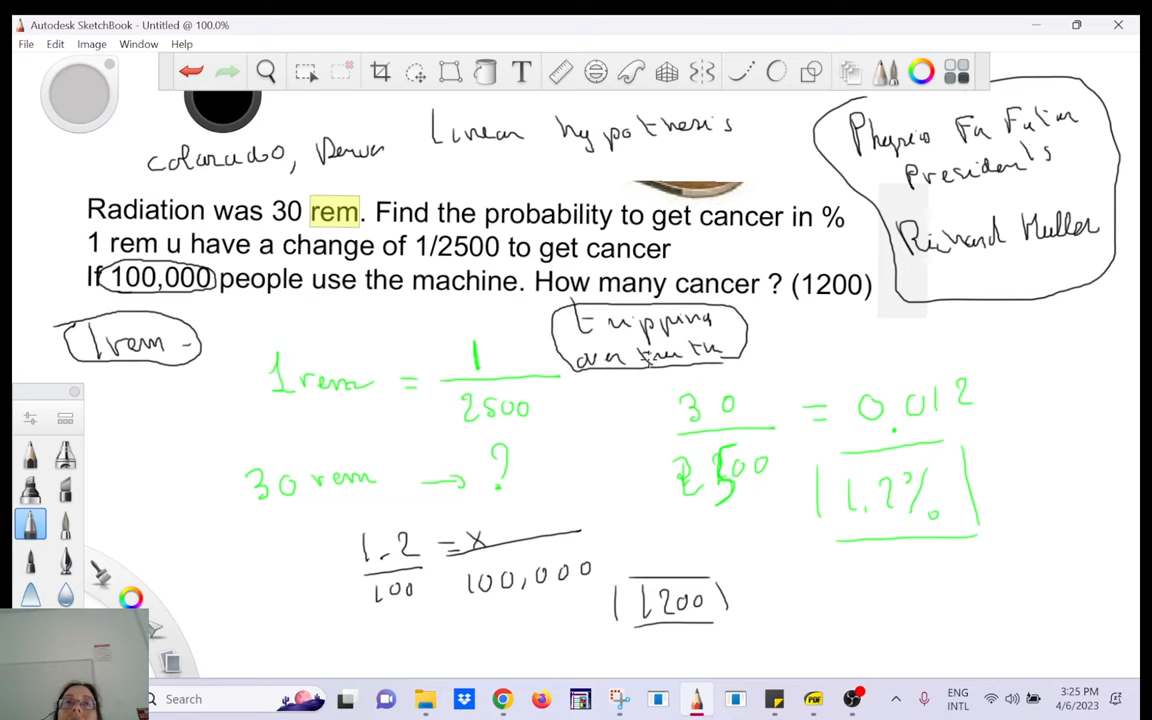 Autodesk SketchBook - Untitled @ 100.0%
File Edit Image Window Help
T
Linear hypothesis
colorado,
Physics
Presidents
Richard Muller
Radiation was 30 rem. Find the probability to get cancer in %
1 rem u have a change of 1/2500 to get cancer
If 100,000 people use the machine. How many cancer ? (1200)
1 rem -
tripping
over truth
1 rem = 1/2500
30 rem → ?
30/2500 = 0.012
1.2%
1.2/100 = x/100,000
1200
Search
PDF
ENG
INTL
3:25 PM
4/6/2023